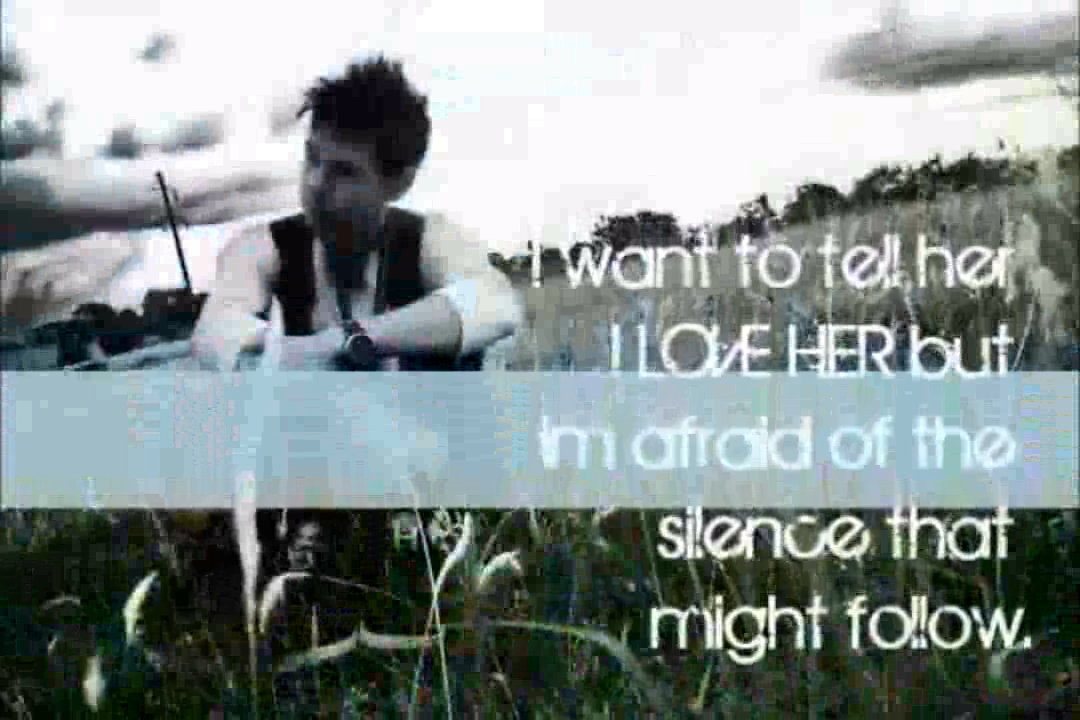 I want to tell her
I LOVE HER but
Im afraid of the
silence that
might follow.